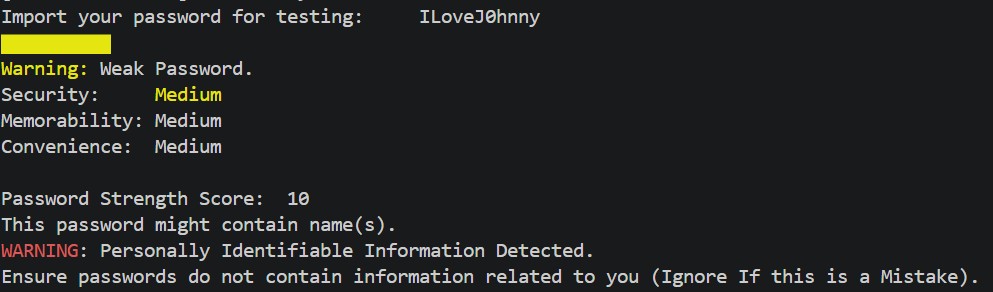 Import your password for testing: ILoveJ0hnny
Warning: Weak Password.
Security: Medium
Memorability: Medium
Convenience: Medium
Password Strength Score: 10
This password might contain name(s).
WARNING: Personally Identifiable Information Detected.
Ensure passwords do not contain information related to you (Ignore If this is a Mistake).